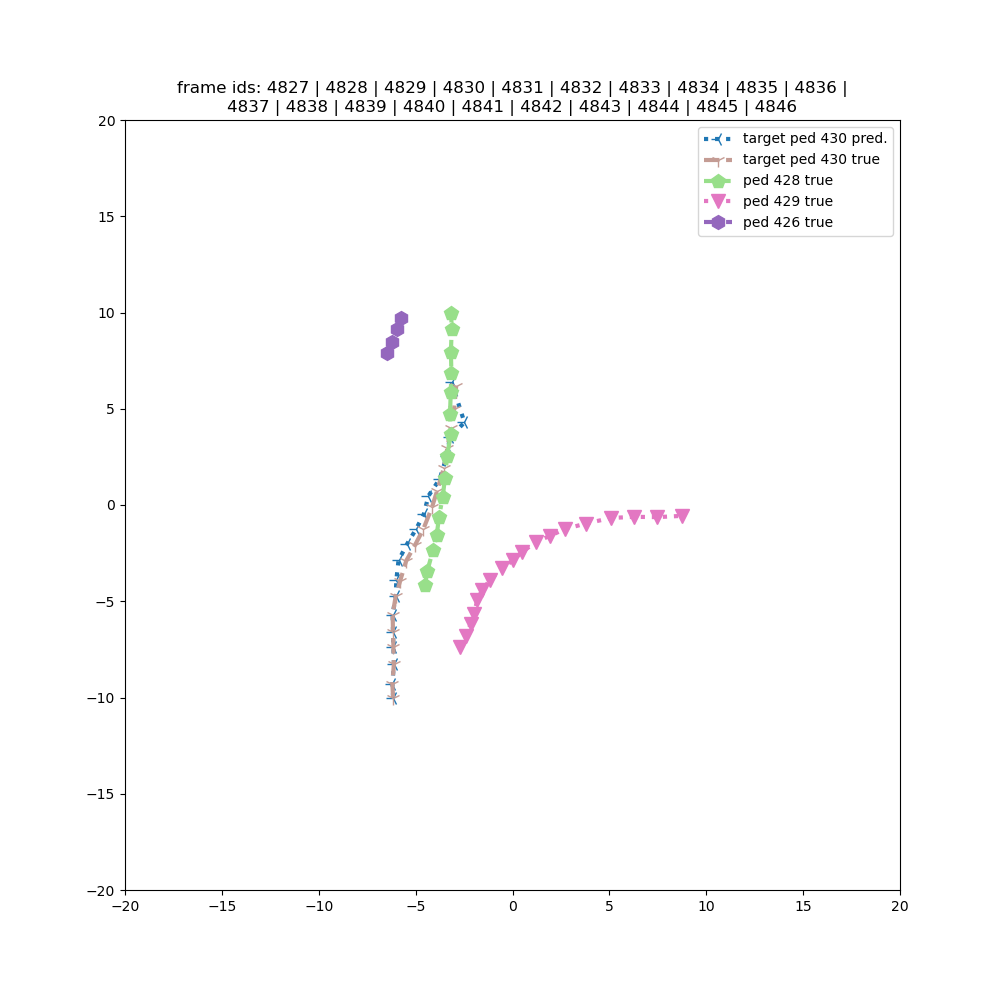 frame ids: 4827 | 4828 | 4829 | 4830 | 4831 | 4832 | 4833 | 4834 | 4835 | 4836 |
4837 | 4838 | 4839 | 4840 | 4841 | 4842 | 4843 | 4844 | 4845 | 4846
target ped 430 pred.
target ped 430 true
ped 428 true
ped 429 true
ped 426 true
20
15
10
5
0
−5
−10
−15
−20
−20 −15 −10 −5 0 5 10 15 20